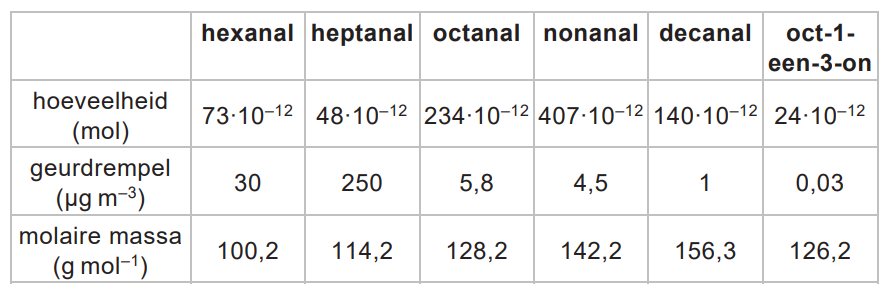 hexanal heptanal octanal nonanal decanal oct-1-
een-3-on
hoeveelheid
(mol) 73·10⁻¹² 48·10⁻¹² 234·10⁻¹² 407·10⁻¹² 140·10⁻¹² 24·10⁻¹²
geurdrempel
(µg m⁻³) 30 250 5,8 4,5 1 0,03
molaire massa
(g mol⁻¹) 100,2 114,2 128,2 142,2 156,3 126,2